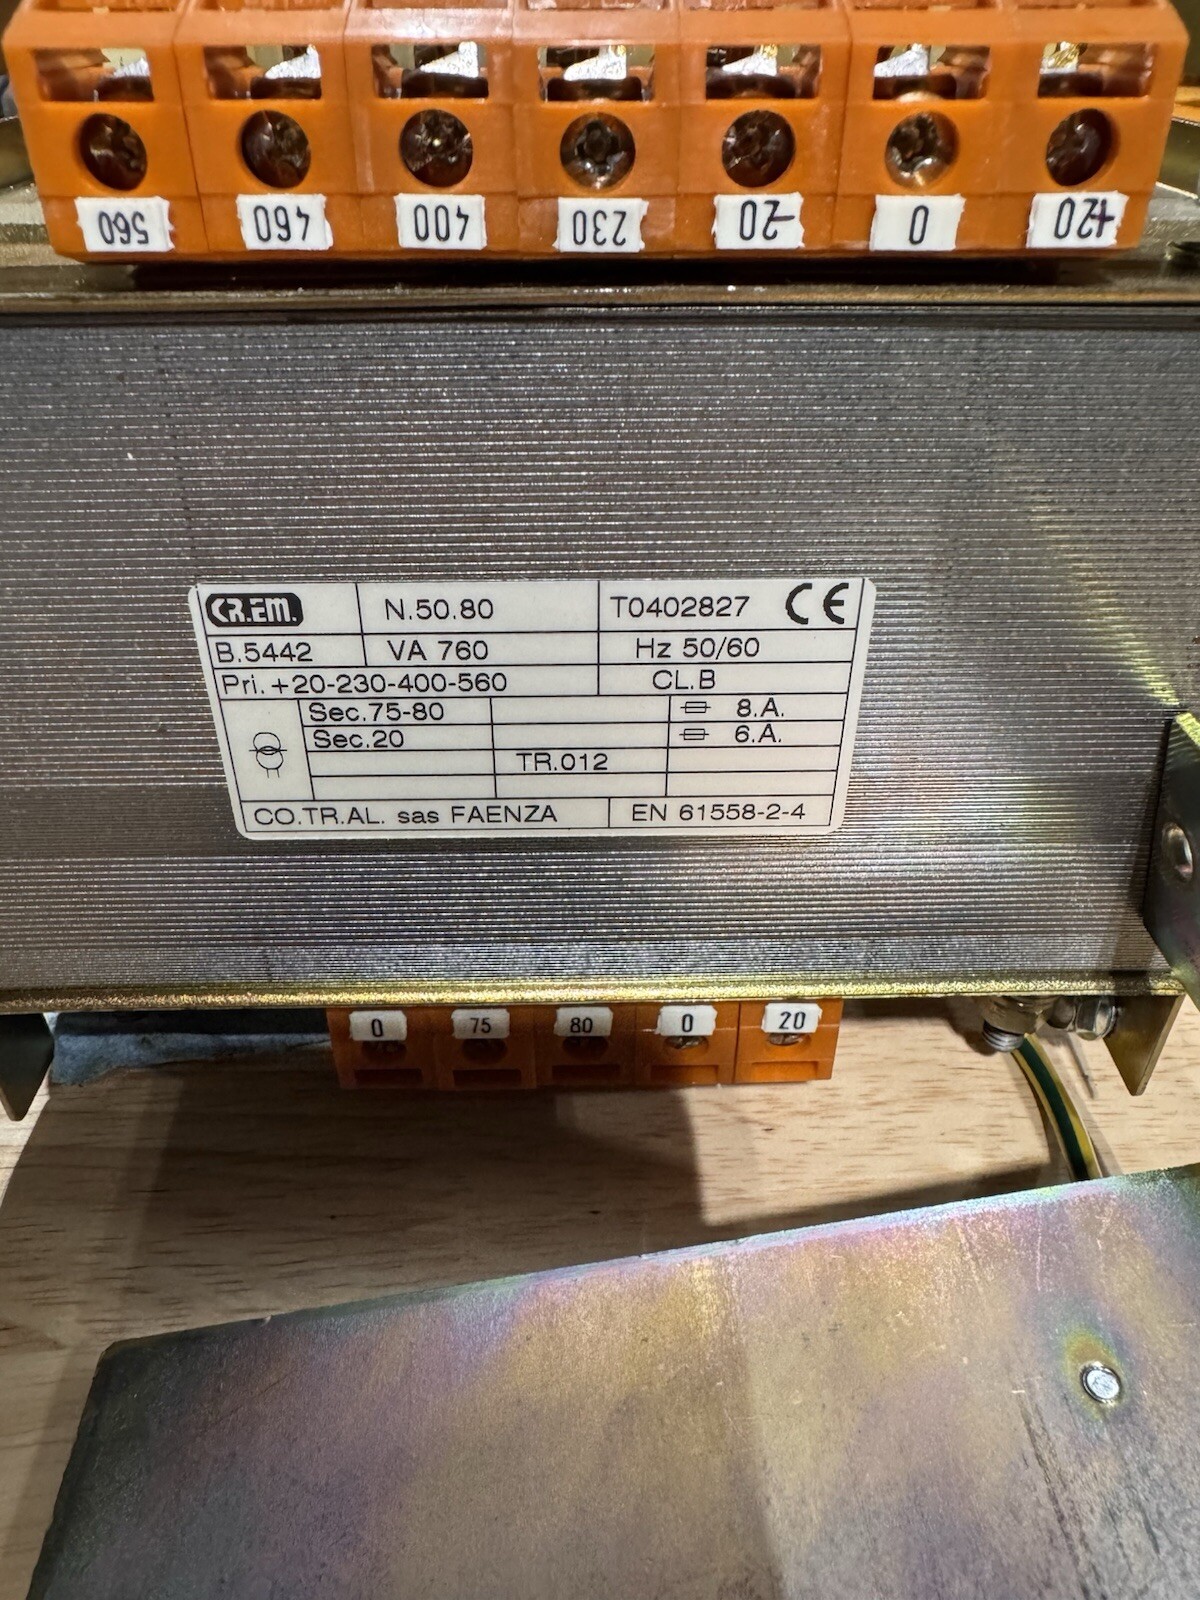 560 460 400 230 -20 0 +20
CR.EM. N.50.80 T0402827 CE
B.5442 VA 760 Hz 50/60
Pri. +20-230-400-560 CL.B
Sec.75-80 8.A.
Sec.20 6.A.
TR.012
CO.TR.AL. sas FAENZA EN 61558-2-4
0 75 80 0 20